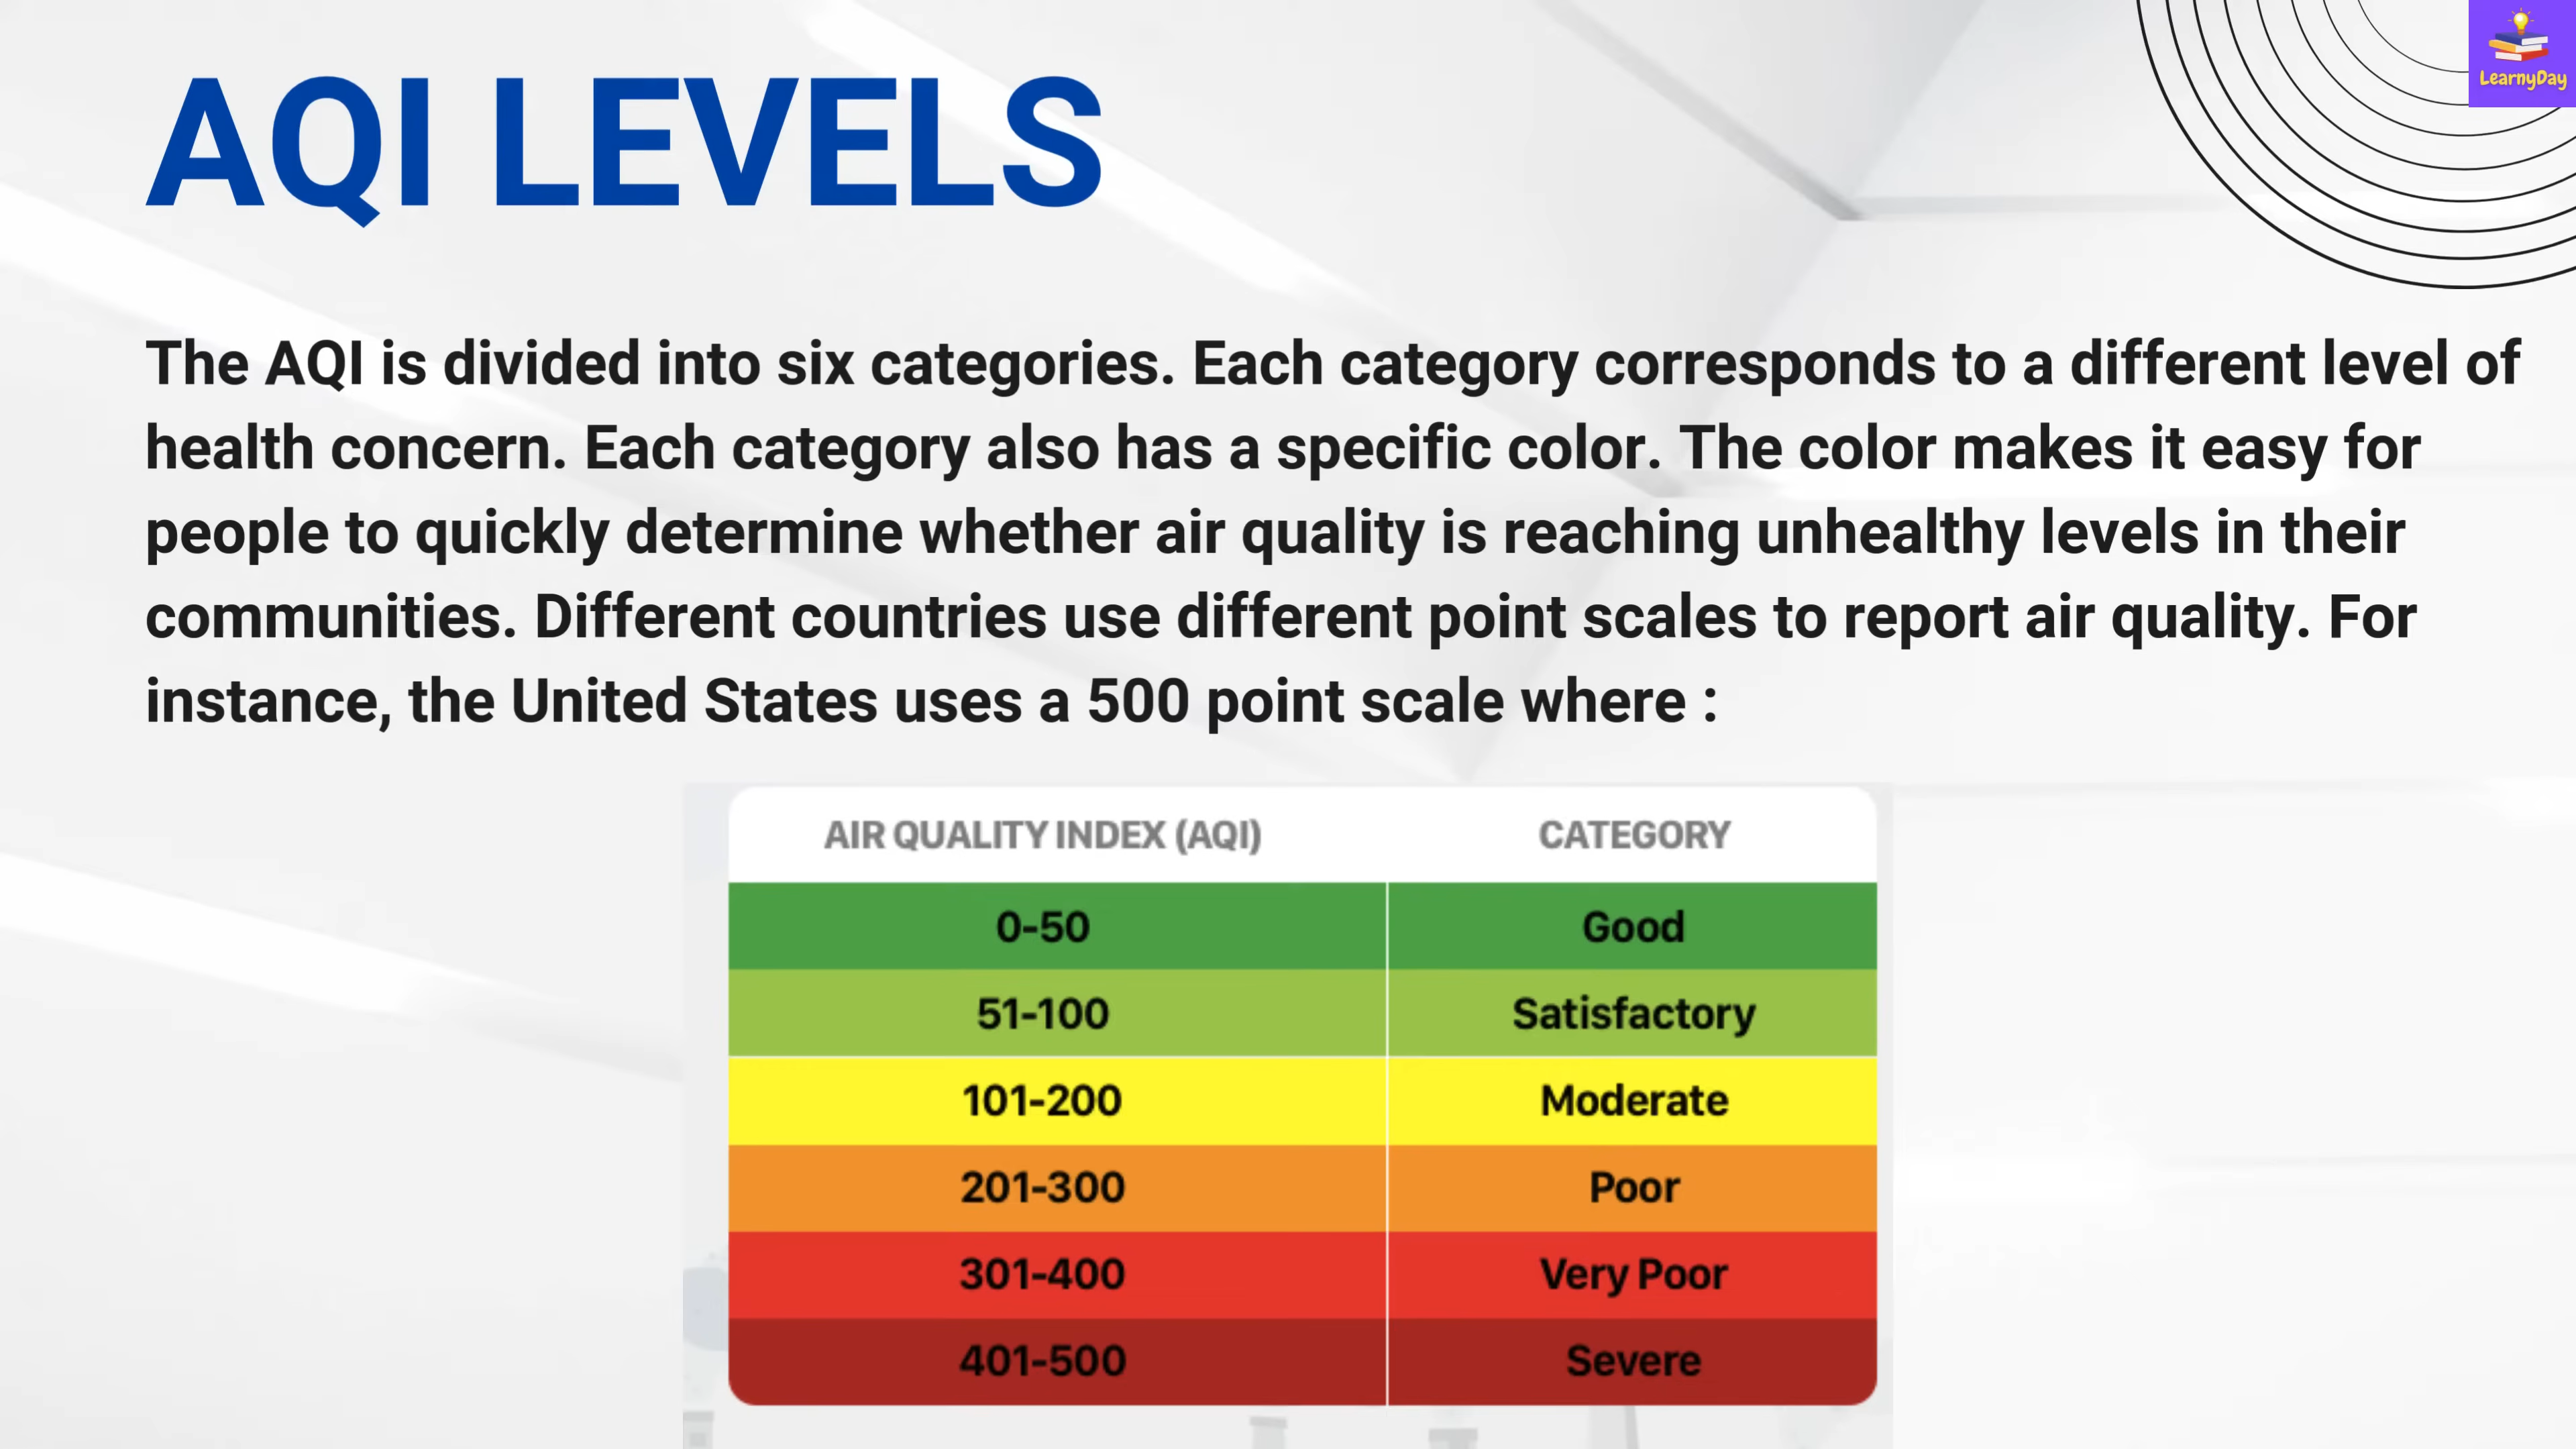 LearnyDay
AQI LEVELS
The AQI is divided into six categories. Each category corresponds to a different level of
health concern. Each category also has a specific color. The color makes it easy for
people to quickly determine whether air quality is reaching unhealthy levels in their
communities. Different countries use different point scales to report air quality. For
instance, the United States uses a 500 point scale where :
AIR QUALITY INDEX (AQI) CATEGORY
0-50 Good
51-100 Satisfactory
101-200 Moderate
201-300 Poor
301-400 Very Poor
401-500 Severe